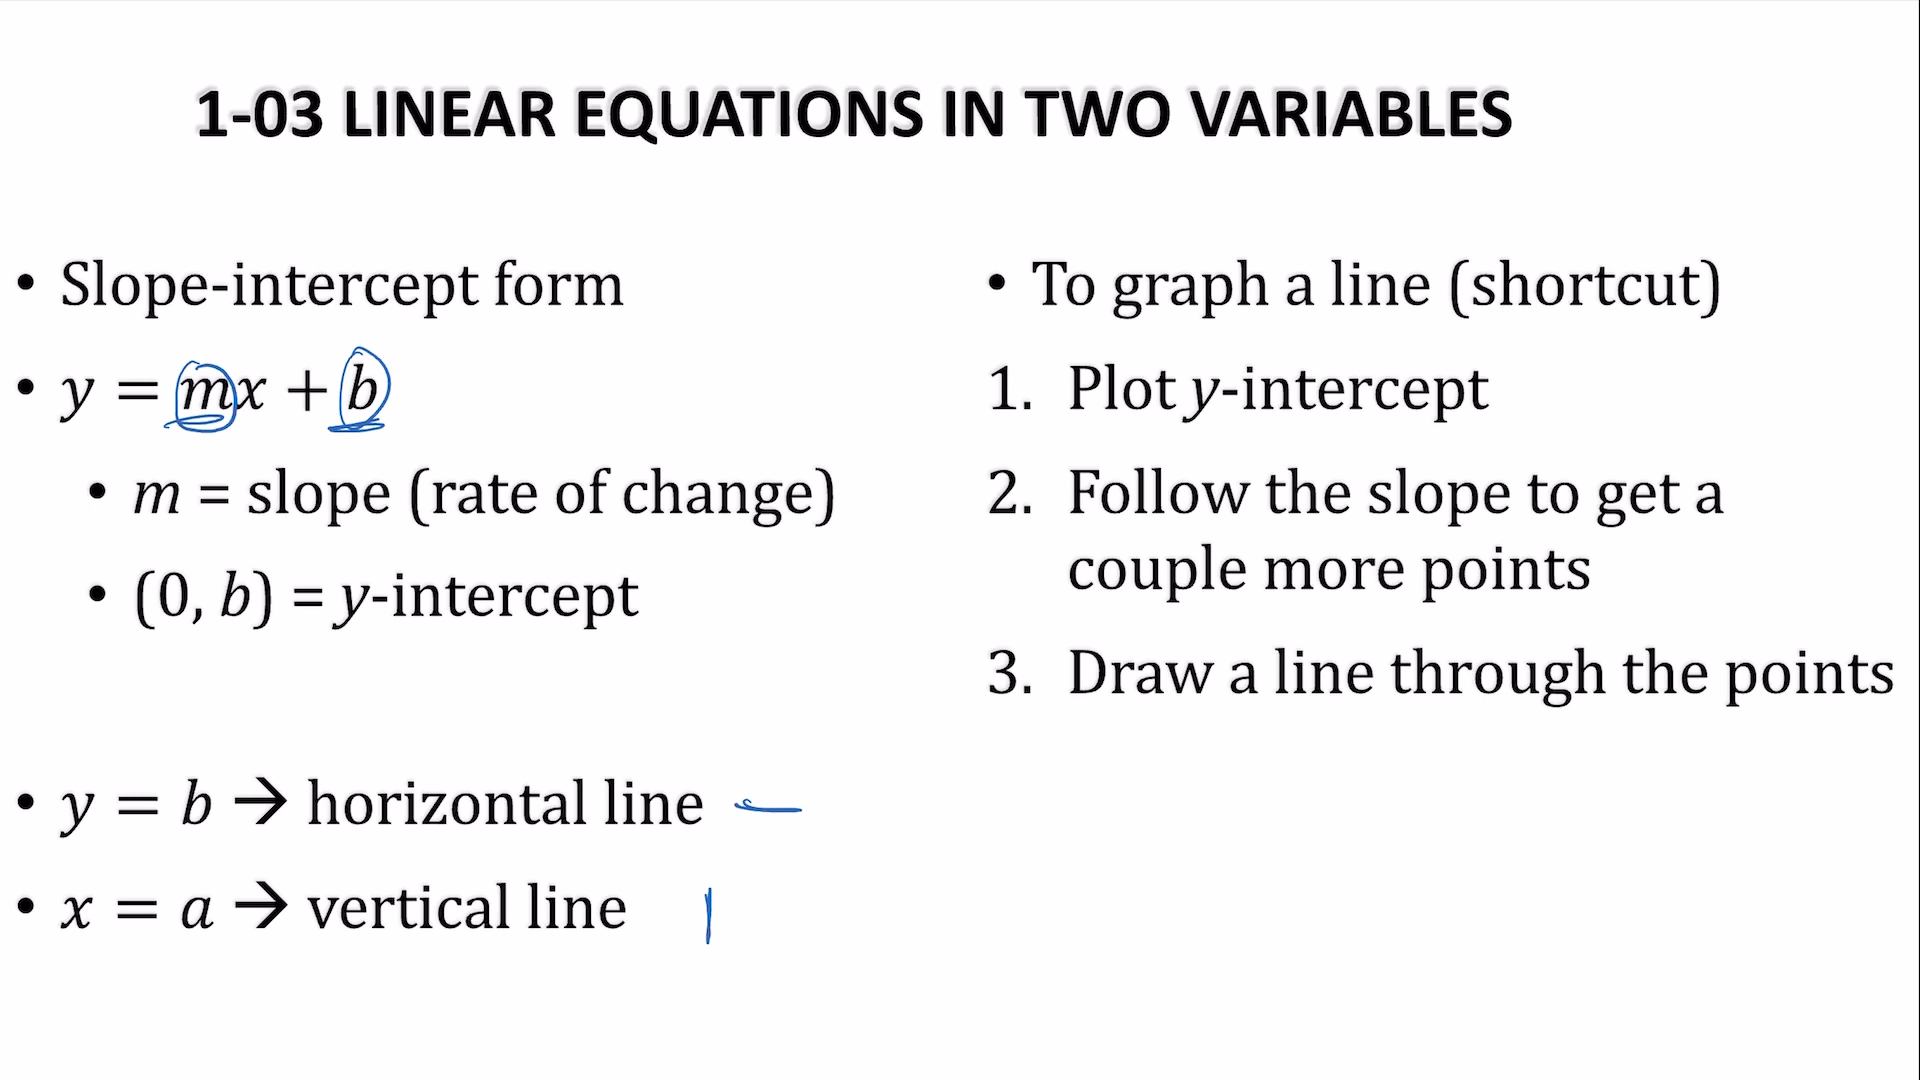 1-03 LINEAR EQUATIONS IN TWO VARIABLES
• Slope-intercept form
• y = mx + b
• m = slope (rate of change)
• (0, b) = y-intercept
• y = b → horizontal line
• x = a → vertical line
• To graph a line (shortcut)
1. Plot y-intercept
2. Follow the slope to get a
couple more points
3. Draw a line through the points